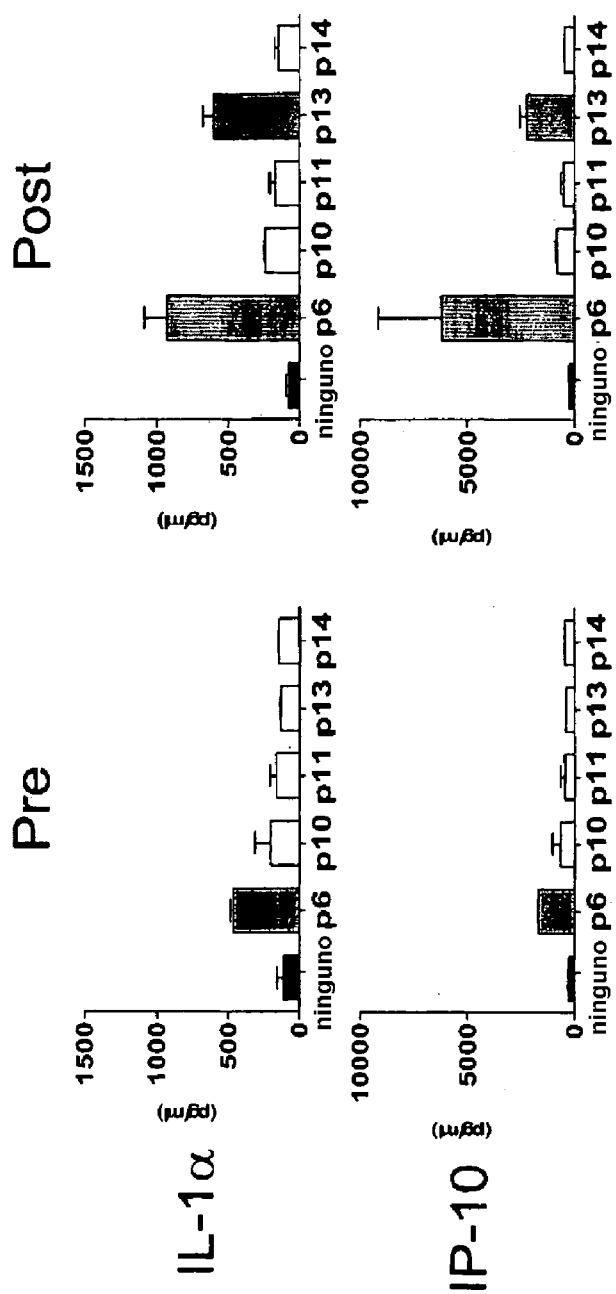 Pre
Post
IL-1α
(pg/ml)
1500
1000
500
0
ninguno p6 p10 p11 p13 p14
(pg/ml)
1500
1000
500
0
ninguno p6 p10 p11 p13 p14
IP-10
(pg/ml)
10000
5000
0
ninguno p6 p10 p11 p13 p14
(pg/ml)
10000
5000
0
ninguno p6 p10 p11 p13 p14